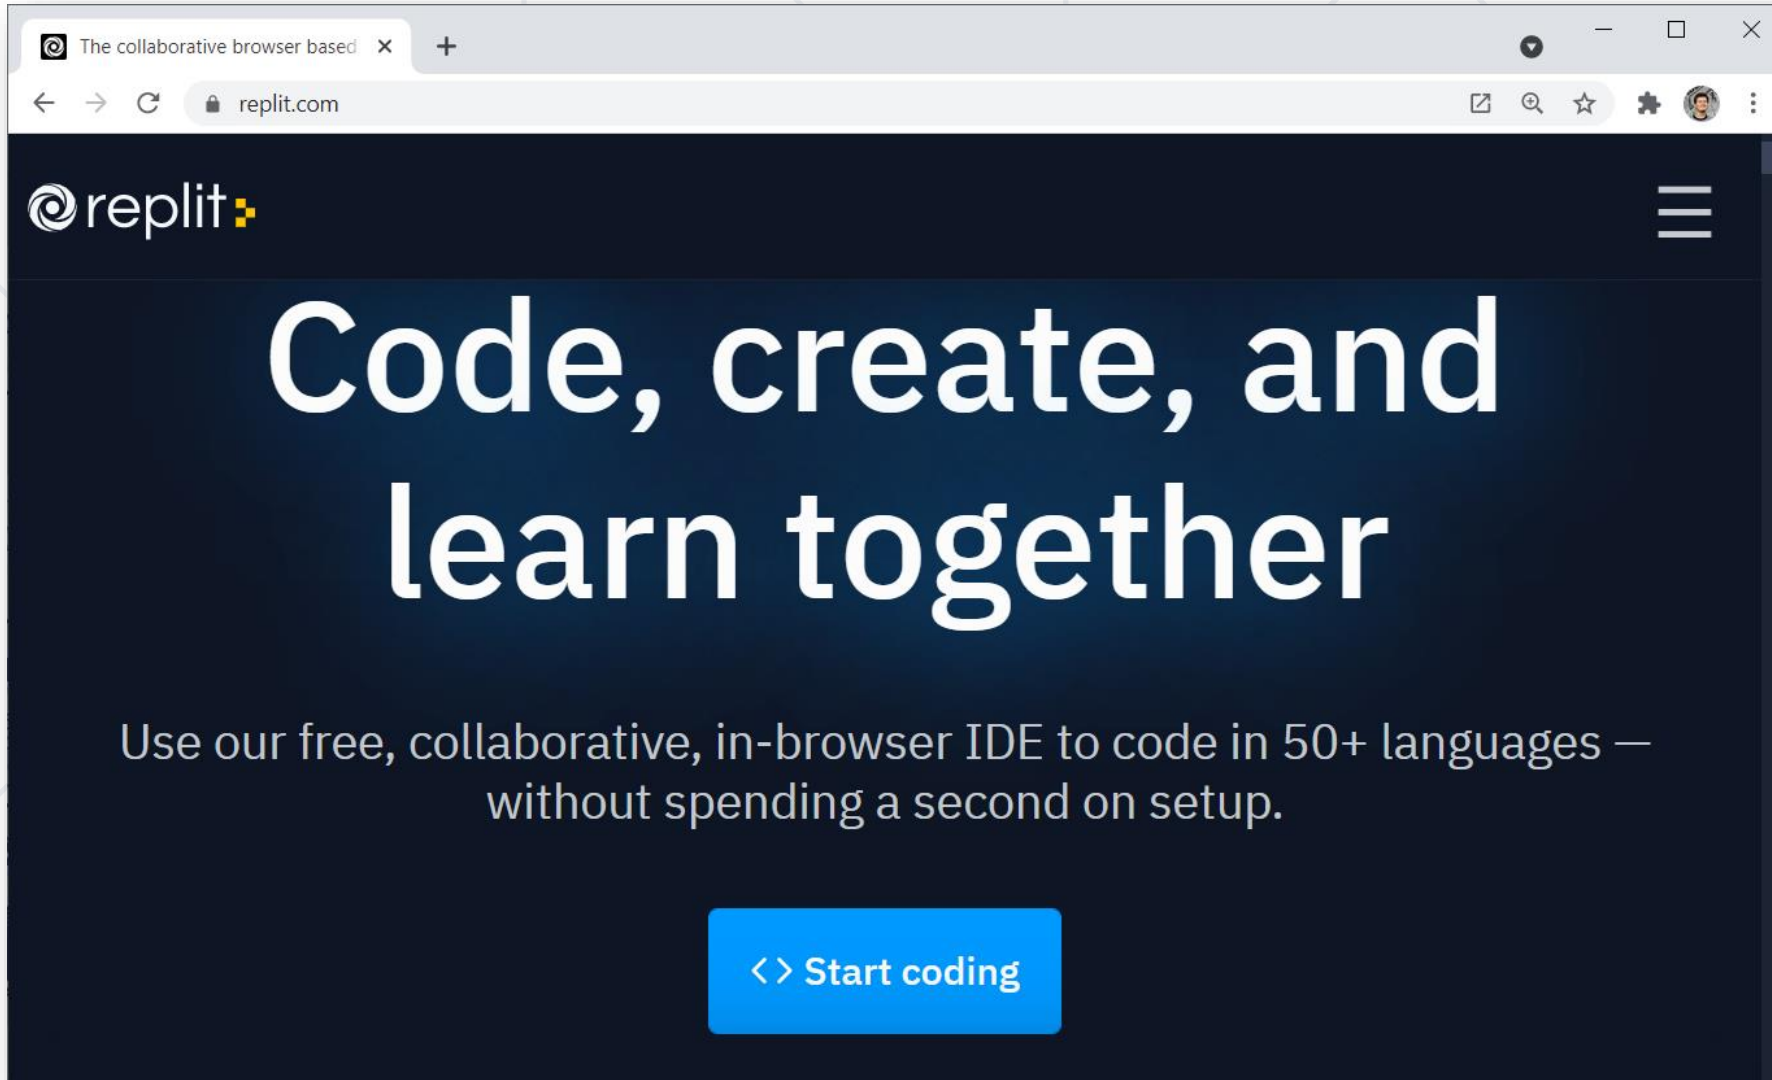 The collaborative browser based
replit.com
replit
Code, create, and
learn together
Use our free, collaborative, in-browser IDE to code in 50+ languages —
without spending a second on setup.
<> Start coding